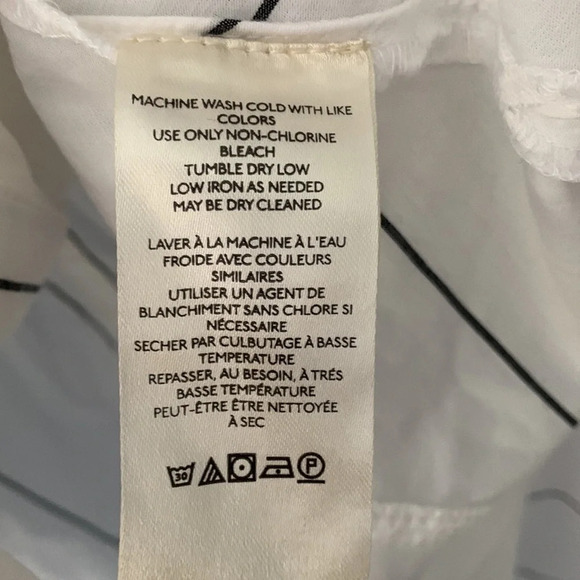 MACHINE WASH COLD WITH LIKE
COLORS
USE ONLY NON-CHLORINE
BLEACH
TUMBLE DRY LOW
LOW IRON AS NEEDED
MAY BE DRY CLEANED
LAVER À LA MACHINE À L'EAU
FROIDE AVEC COULEURS
SIMILAIRES
UTILISER UN AGENT DE
BLANCHIMENT SANS CHLORE SI
NÉCESSAIRE
SECHER PAR CULBUTAGE À BASSE
TEMPERATURE
REPASSER, AU BESOIN, À TRÉS
BASSE TEMPÉRATURE
PEUT-ÊTRE ÊTRE NETTOYÉE
À SEC
30 P